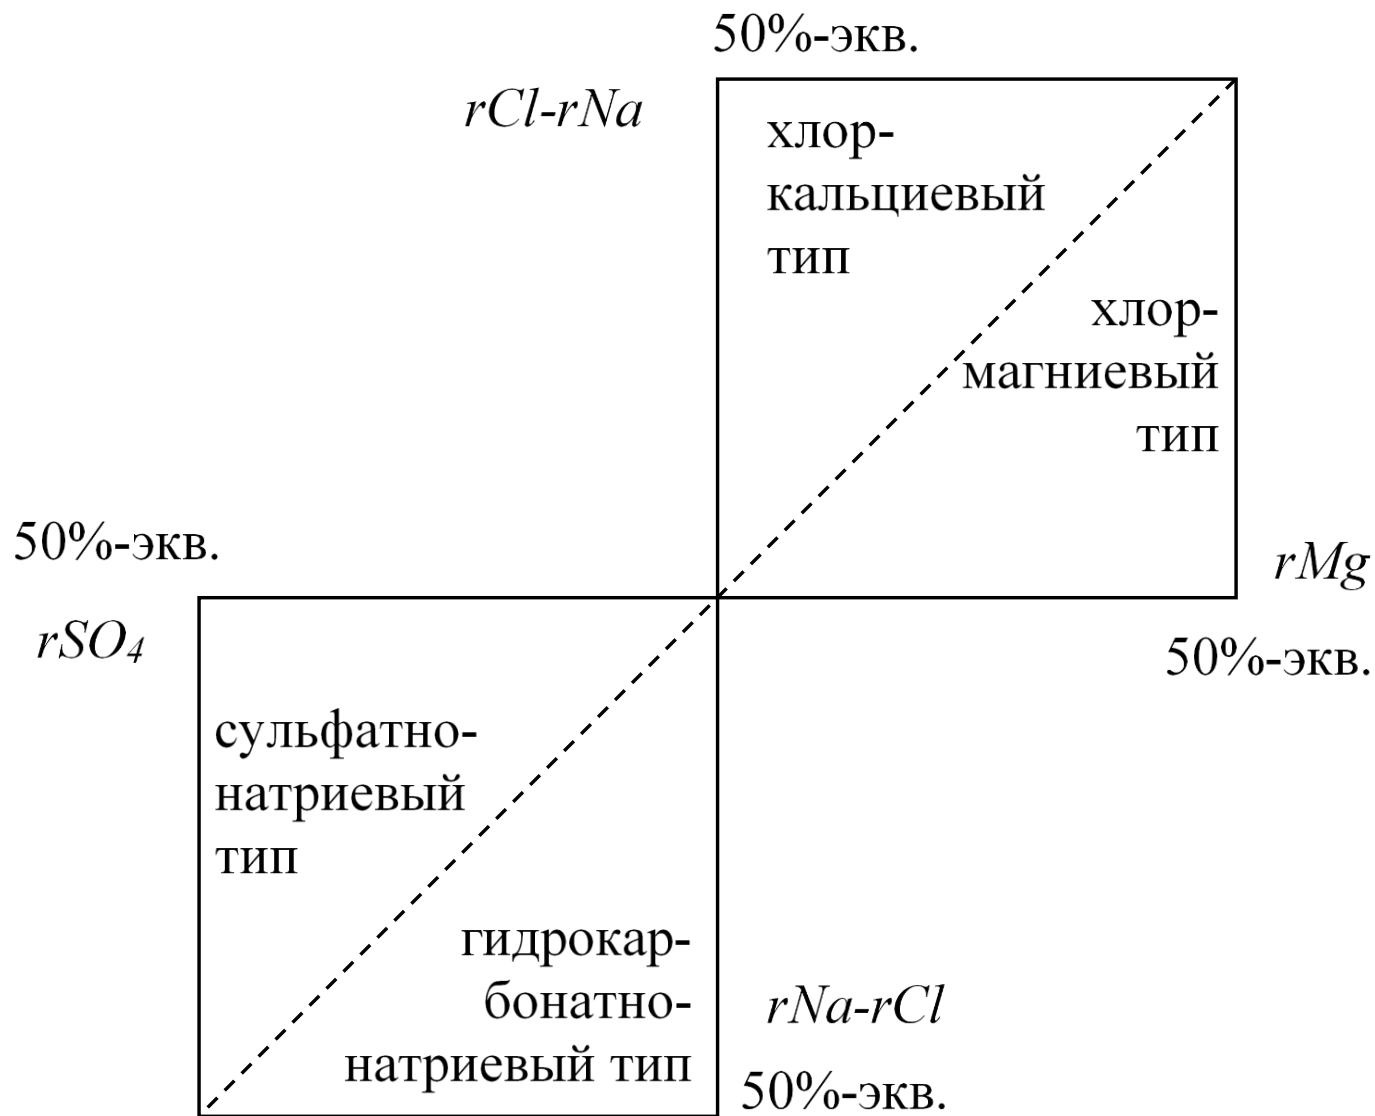 50%-экв.
rCl-rNa
хлор-
кальциевый
тип
хлор-
магниевый
тип
50%-экв.
rMg
rSO₄
50%-экв.
сульфатно-
натриевый
тип
гидрокар-
бонатно-
натриевый тип
rNa-rCl
50%-экв.